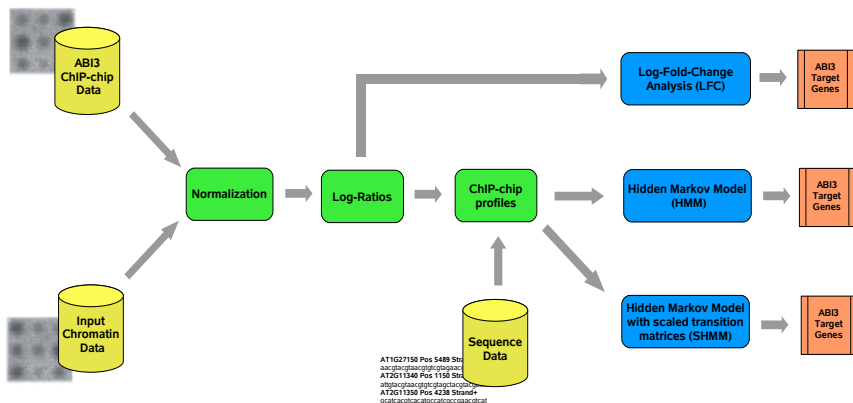 ABI3
ChIP-chip
Data
Log-Fold-Change
Analysis (LFC)
ABI3
Target
Genes
Normalization
Log-Ratios
ChIP-chip
profiles
Hidden Markov Model
(HMM)
ABI3
Target
Genes
Input
Chromatin
Data
Sequence
Data
Hidden Markov Model
with scaled transition
matrices (SHMM)
ABI3
Target
Genes
AT1G27150 Pos 5489
aacgtacgtaacgtgtcgtagaacg
AT2G11340 Pos 1150
AT2G11350 Pos 4238 Strand+